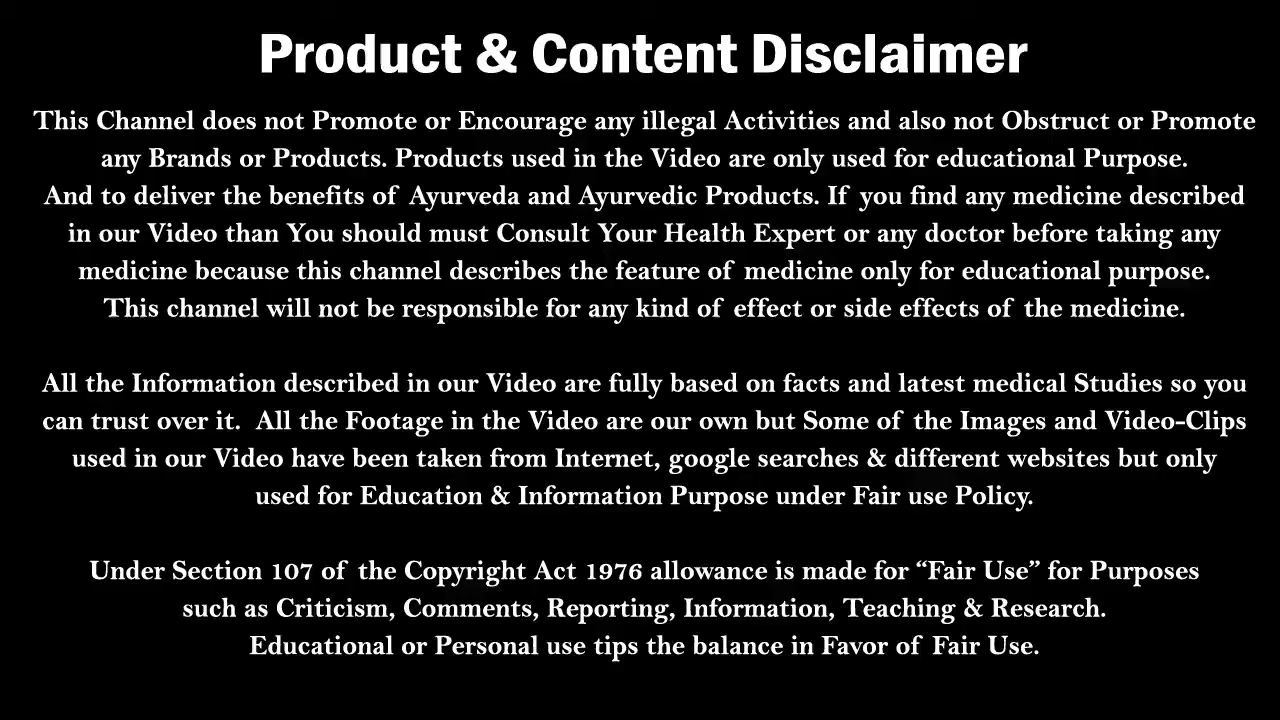 Product & Content Disclaimer
This Channel does not Promote or Encourage any illegal Activities and also not Obstruct or Promote
any Brands or Products. Products used in the Video are only used for educational Purpose.
And to deliver the benefits of Ayurveda and Ayurvedic Products. If you find any medicine described
in our Video than You should must Consult Your Health Expert or any doctor before taking any
medicine because this channel describes the feature of medicine only for educational purpose.
This channel will not be responsible for any kind of effect or side effects of the medicine.
All the Information described in our Video are fully based on facts and latest medical Studies so you
can trust over it. All the Footage in the Video are our own but Some of the Images and Video-Clips
used in our Video have been taken from Internet, google searches & different websites but only
used for Education & Information Purpose under Fair use Policy.
Under Section 107 of the Copyright Act 1976 allowance is made for “Fair Use” for Purposes
such as Criticism, Comments, Reporting, Information, Teaching & Research.
Educational or Personal use tips the balance in Favor of Fair Use.